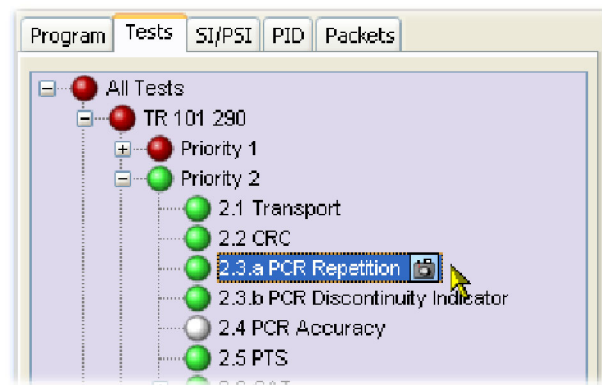 Program Tests SI/PSI PID Packets
All Tests
TR 101 290
Priority 1
Priority 2
2.1 Transport
2.2 CRC
2.3.a PCR Repetition
2.3.b PCR Discontinuity Indicator
2.4 PCR Accuracy
2.5 PTS